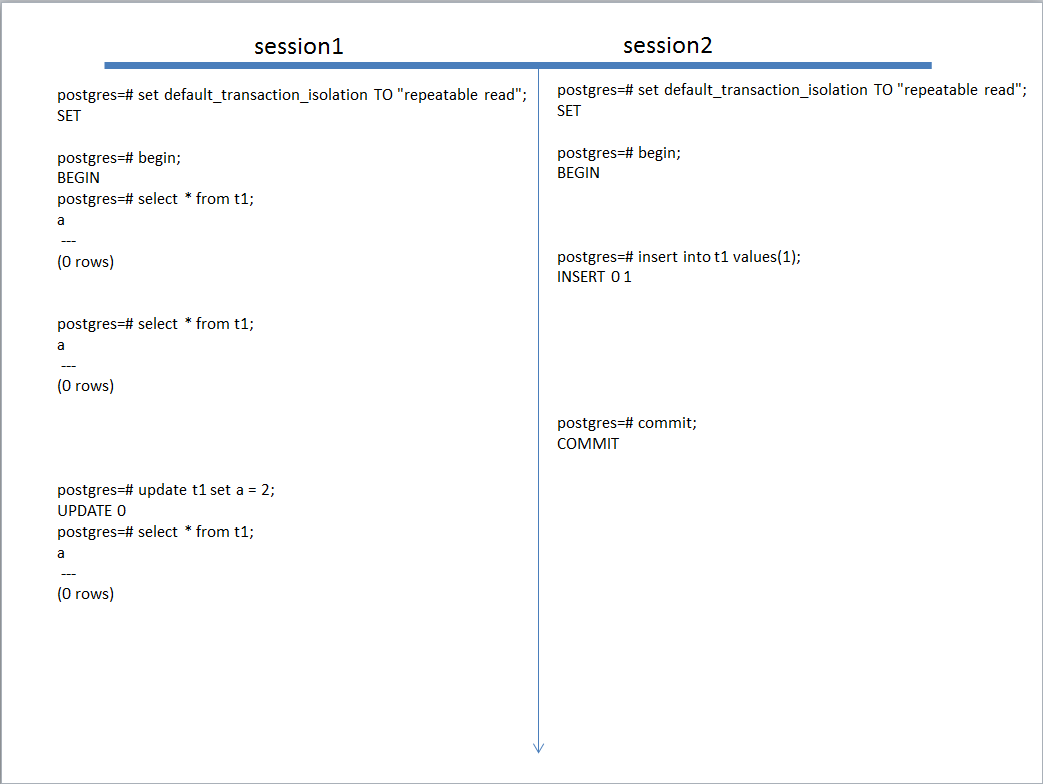 session1
session2
postgres=# set default_transaction_isolation TO "repeatable read";
SET
postgres=# begin;
BEGIN
postgres=# select * from t1;
a
---
(0 rows)
postgres=# select * from t1;
a
---
(0 rows)
postgres=# update t1 set a = 2;
UPDATE 0
postgres=# select * from t1;
a
---
(0 rows)
postgres=# set default_transaction_isolation TO "repeatable read";
SET
postgres=# begin;
BEGIN
postgres=# insert into t1 values(1);
INSERT 0 1
postgres=# commit;
COMMIT